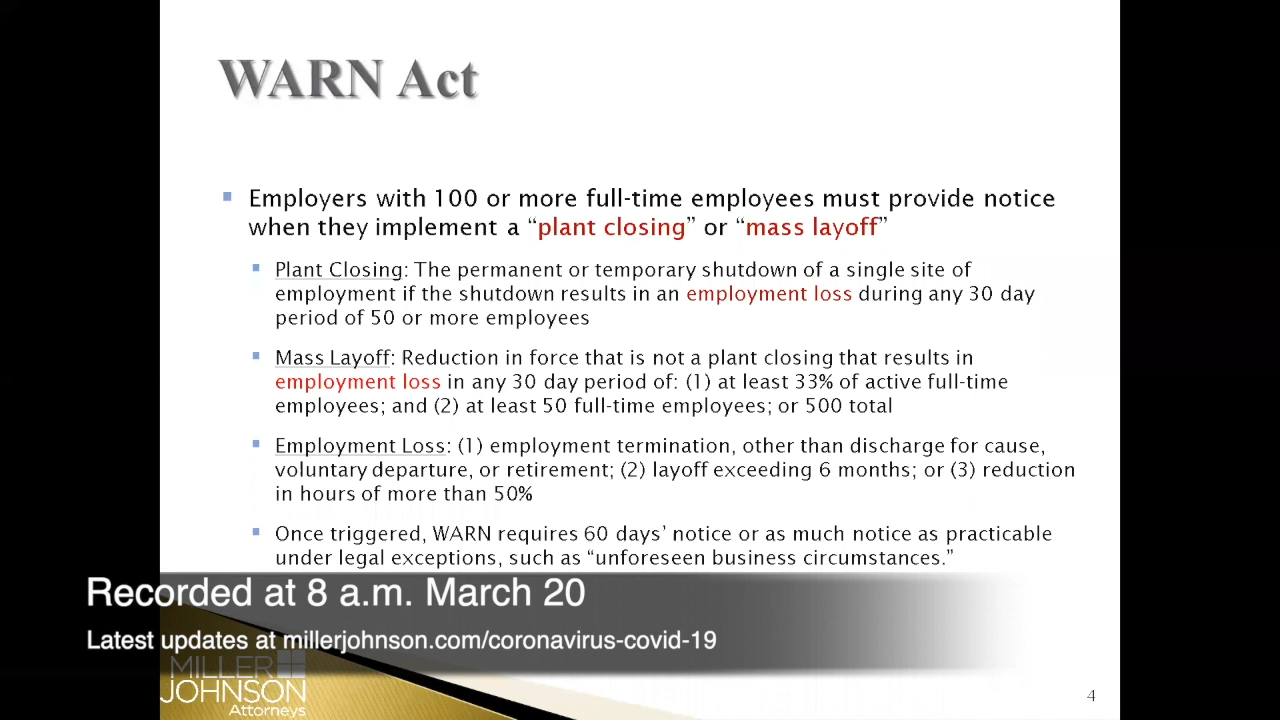 WARN Act
Employers with 100 or more full-time employees must provide notice
when they implement a “plant closing” or “mass layoff”
Plant Closing: The permanent or temporary shutdown of a single site of
employment if the shutdown results in an employment loss during any 30 day
period of 50 or more employees
Mass Layoff: Reduction in force that is not a plant closing that results in
employment loss in any 30 day period of: (1) at least 33% of active full-time
employees; and (2) at least 50 full-time employees; or 500 total
Employment Loss: (1) employment termination, other than discharge for cause,
voluntary departure, or retirement; (2) layoff exceeding 6 months; or (3) reduction
in hours of more than 50%
Once triggered, WARN requires 60 days’ notice or as much notice as practicable
under legal exceptions, such as “unforeseen business circumstances.”
Recorded at 8 a.m. March 20
Latest updates at millerjohnson.com/coronavirus-covid-19
MILLER
JOHNSON
Attorneys
4